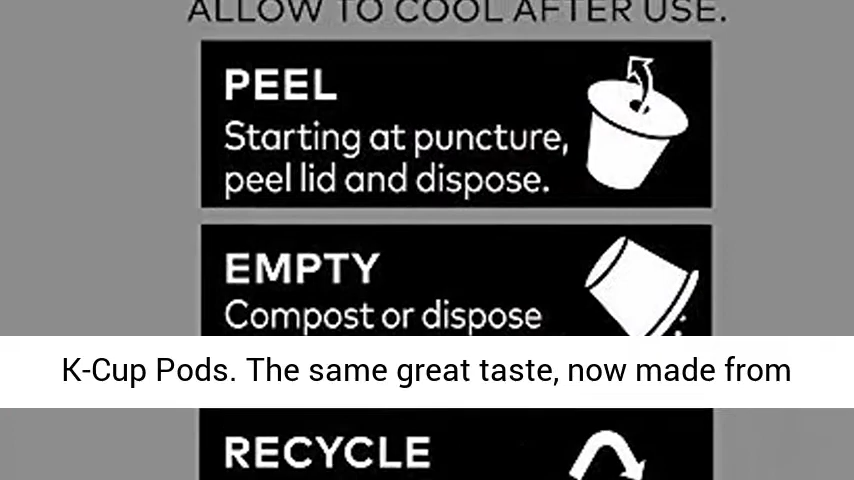 ALLOW TO COOL AFTER USE.
PEEL
Starting at puncture,
peel lid and dispose.
EMPTY
Compost or dispose
K-Cup Pods. The same great taste, now made from
RECYCLE